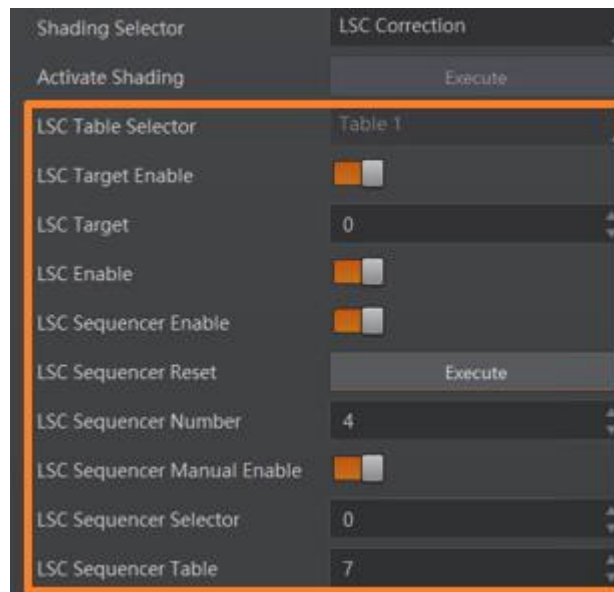 Shading Selector LSC Correction
Activate Shading Execute
LSC Table Selector Table 1
LSC Target Enable
LSC Target 0
LSC Enable
LSC Sequencer Enable
LSC Sequencer Reset Execute
LSC Sequencer Number 4
LSC Sequencer Manual Enable
LSC Sequencer Selector 0
LSC Sequencer Table 7